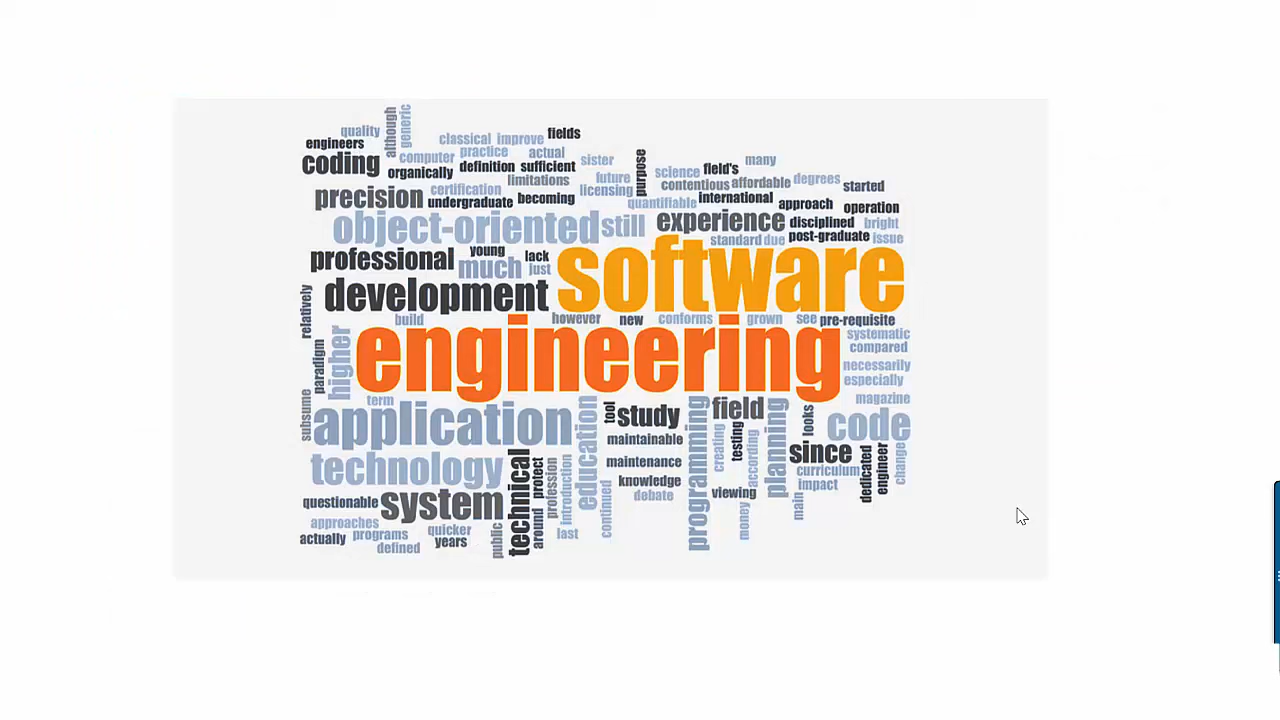 although
generic
quality
engineers
classical improve fields
coding
computer practice actual
organically definition sufficient sister
purpose
science field's many
limitations future
contentious affordable degrees started
precision certification licensing
undergraduate becoming quantifiable international approach operation
object-oriented still experience disciplined bright
standard due post-graduate issue
professional young lack
much just
software
development
relatively
build however new conforms grown see pre-requisite
engineering
systematic
compared
paradigm
higher
necessarily
especially
subsume
term
magazine
application
education
tool study
programming
field
planning
looks
code
maintainable
creating
testing
according
since
technology
technical
protect
profession
introduction
maintenance
curriculum
dedicated
engineer
change
knowledge
impact
questionable system
continued
debate
viewing
main
money
approaches
actually programs quicker
defined years
public
around
last